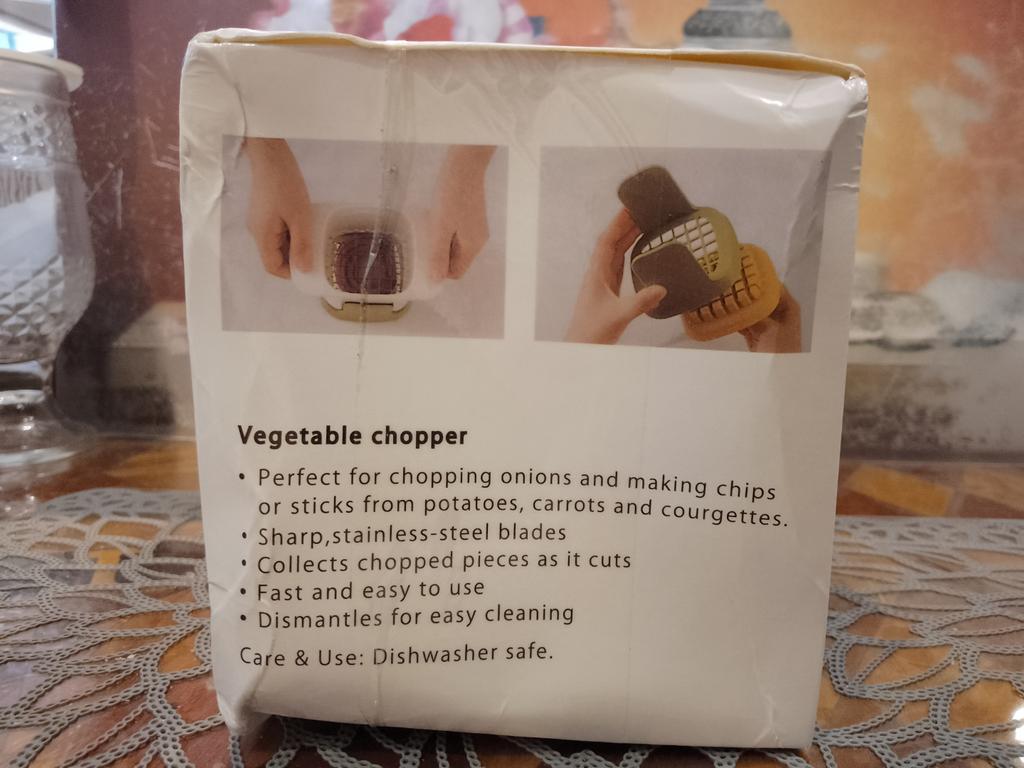 Vegetable chopper
• Perfect for chopping onions and making chips
or sticks from potatoes, carrots and courgettes.
• Sharp,stainless-steel blades
• Collects chopped pieces as it cuts
• Fast and easy to use
• Dismantles for easy cleaning
Care & Use: Dishwasher safe.